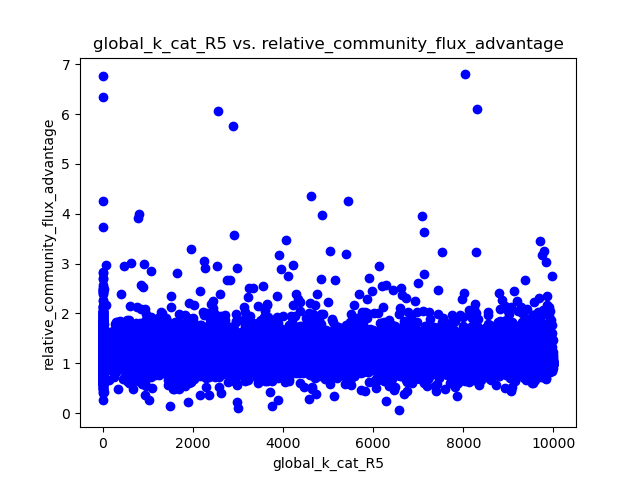 global_k_cat_R5 vs. relative_community_flux_advantage
7
6
5
4
3
2
1
0
relative_community_flux_advantage
0 2000 4000 6000 8000 10000
global_k_cat_R5